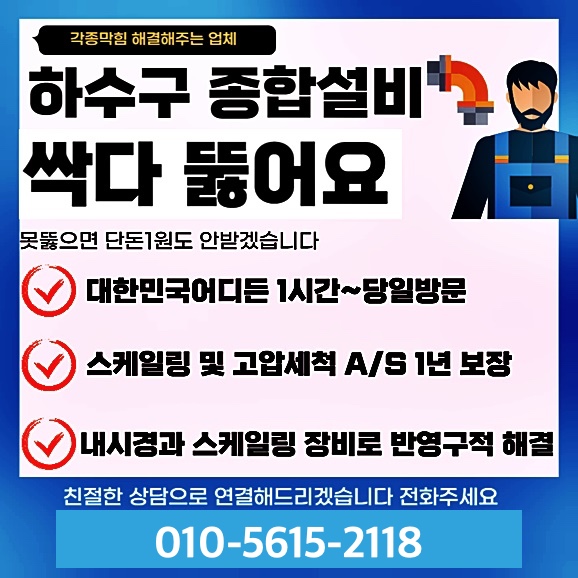 각종막힘 해결해주는 업체
하수구 종합설비
싹다 뚫어요
못뚫으면 단돈1원도 안받겠습니다
대한민국어디든 1시간~당일방문
스케일링 및 고압세척 A/S 1년 보장
내시경과 스케일링 장비로 반영구적 해결
친절한 상담으로 연결해드리겠습니다 전화주세요
010-5615-2118